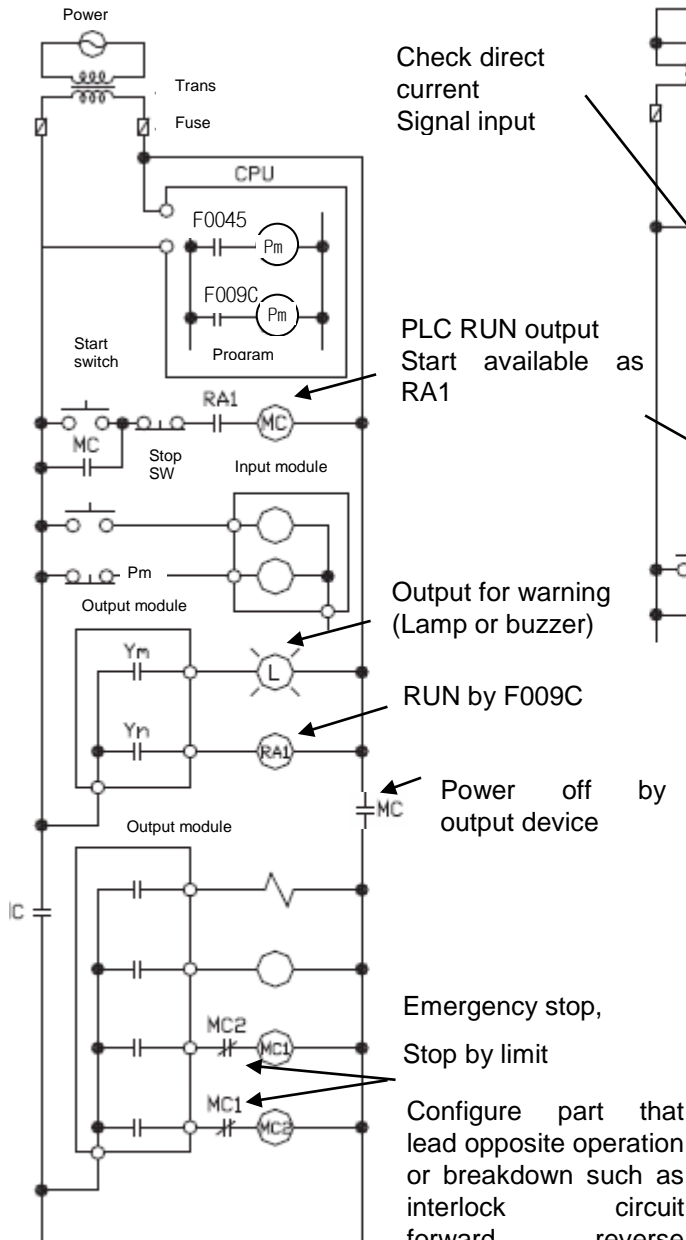 Power
Trans
Fuse
CPU
F0045
Pm
F009C
Pm
Program
Start
switch
RA1
MC
MC
Stop
SW
Input module
Pm
Output module
Ym
L
Yn
RA1
MC
Output module
C
MC2
MC1
MC1
MC2
Check direct
current
Signal input
PLC RUN output
Start available as
RA1
Output for warning
(Lamp or buzzer)
RUN by F009C
Power off by
output device
Emergency stop,
Stop by limit
Configure part that
lead opposite operation
or breakdown such as
interlock circuit
forward reverse